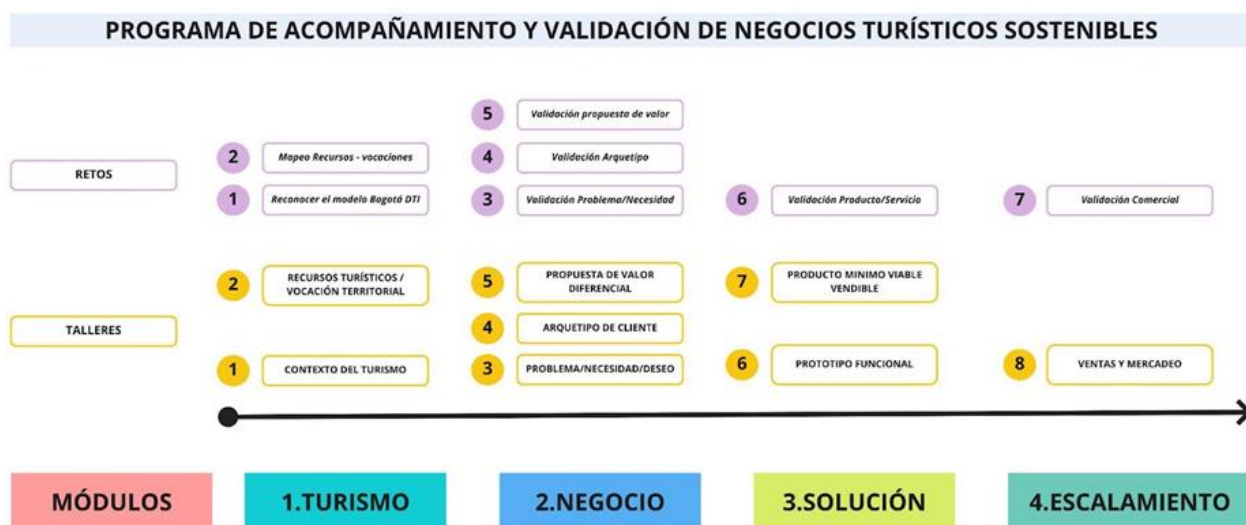 PROGRAMA DE ACOMPAÑAMIENTO Y VALIDACIÓN DE NEGOCIOS TURÍSTICOS SOSTENIBLES
RETOS
2
Mapeo Recursos - vocaciones
1
Reconocer el modelo Bogotá DTI
5
Validación propuesta de valor
4
Validación Arquetipo
3
Validación Problema/Necesidad
6
Validación Producto/Servicio
7
Validación Comercial
TALLERES
2
RECURSOS TURÍSTICOS /
VOCACIÓN TERRITORIAL
1
CONTEXTO DEL TURISMO
5
PROPUESTA DE VALOR
DIFERENCIAL
4
ARQUETIPO DE CLIENTE
3
PROBLEMA/NECESIDAD/DESEO
7
PRODUCTO MINIMO VIABLE
VENDIBLE
6
PROTOTIPO FUNCIONAL
8
VENTAS Y MERCADEO
MÓDULOS
1.TURISMO
2.NEGOCIO
3.SOLUCIÓN
4.ESCALAMIENTO